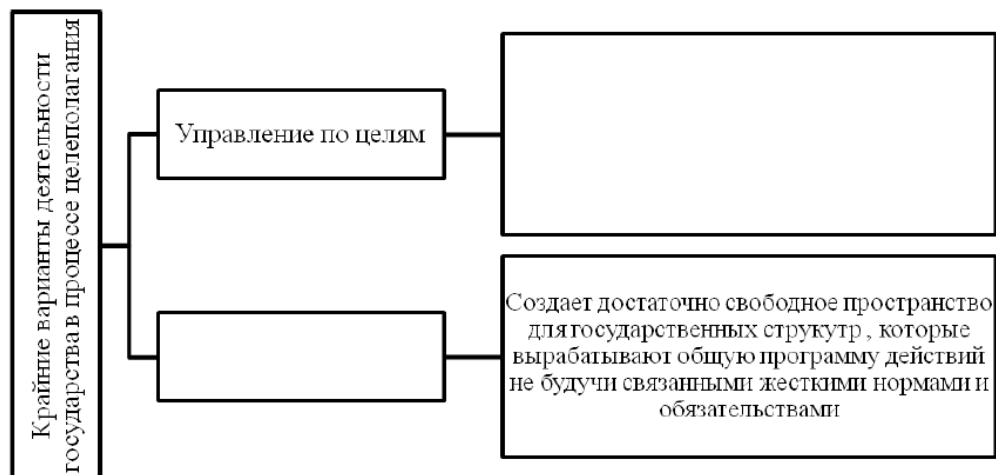 Крайние варианты деятельности
государства в процессе целеполагания
Управление по целям
Создает достаточно свободное пространство
для государственных струкутр , которые
вырабатывают общую программу действий
не будучи связанными жесткими нормами и
обязательствами